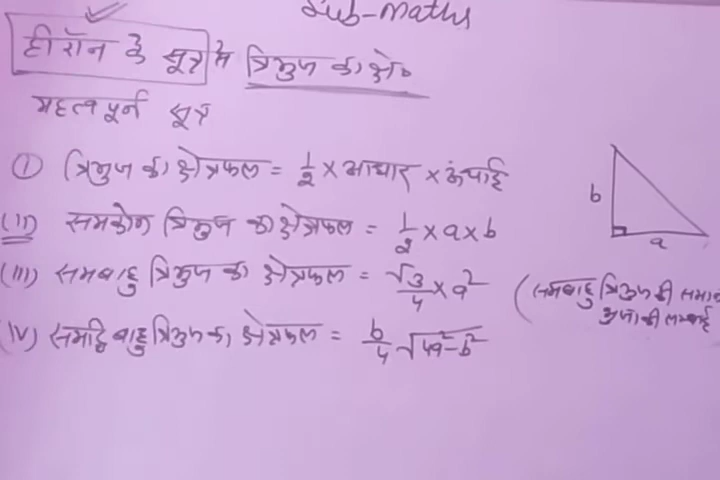 Sub-Maths
हीरोन के सूत्र से त्रिभुज का क्षे॰
महत्वपूर्न सूत्र
(I) त्रिभुज का क्षेत्रफल = 1/2 × आधार × ऊंचाई
(II) समकोन त्रिभुज का क्षेत्रफल = 1/2 × a × b
b
a
(III) समबाहु त्रिभुज का क्षेत्रफल = √3/4 × a²
(समबाहु त्रिभुज की समान
भुजा की लम्बाई
(IV) समद्विबाहु त्रिभुज का क्षेत्रफल = b/4 √4a²-b²